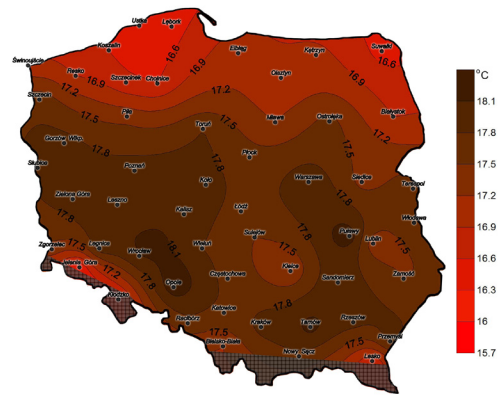 Ustka
Lębork
16.6
Koszalin
Elbląg
Kętrzyn
Suwałki
16.6
Świnoujście
Resko
16.9
Szczecinek
Chojnice
16.9
Olsztyn
16.9
°C
Szczecin
17.2
17.2
18.4
Piła
17.5
Toruń
17.5
Mława
Ostrołęka
Białystok
17.2
18.1
Gorzów Wlkp.
17.8
17.8
Płock
17.5
17.8
Słubice
Poznań
Koło
Warszawa
Siedlce
Terespol
17.5
Zielona Góra
Leszno
Kalisz
Łódź
17.8
Włodawa
17.2
17.8
Puławy
Lublin
16.9
Zgorzelec
17.5
Legnica
Wrocław
18.1
Wieluń
Sulejów
17.5
16.6
Jelenia Góra
17.2
17.8
Opole
Częstochowa
Kielce
Sandomierz
Zamość
16.3
Kłodzko
Katowice
17.8
16
Racibórz
Kraków
Tarnów
Rzeszów
17.5
Bielsko-Biała
Nowy Sącz
17.5
Przemyśl
Lesko
15.7